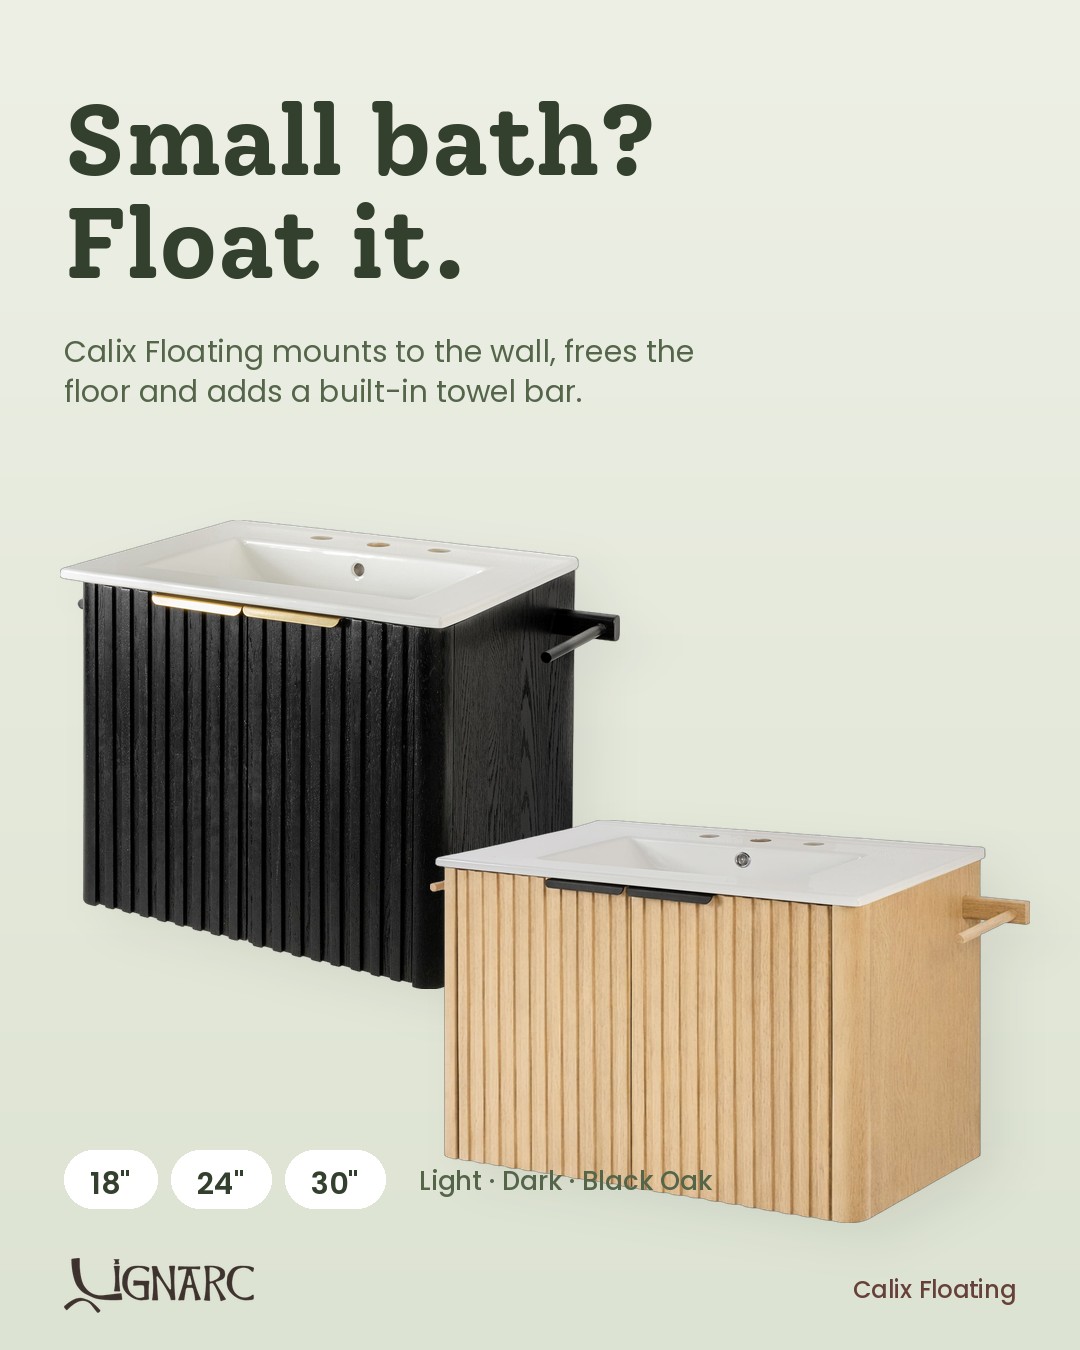 Small bath?
Float it.
Calix Floating mounts to the wall, frees the
floor and adds a built-in towel bar.
18" 24" 30" Light · Dark · Black Oak
LIGNARC
Calix Floating